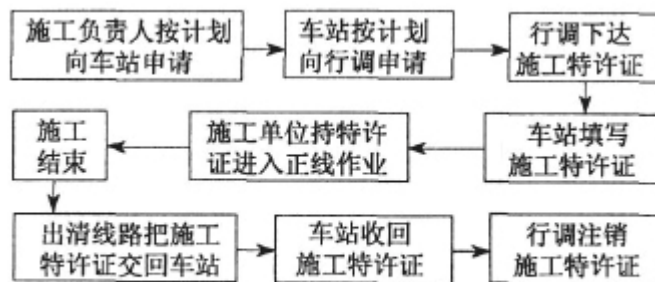 施工负责人按计划
向车站申请
车站按计划
向行调申请
行调下达
施工特许证
车站填写
施工特许证
施工单位持特许
证进入正线作业
施工
结束
出清线路把施工
特许证交回车站
车站收回
施工特许证
行调注销
施工特许证